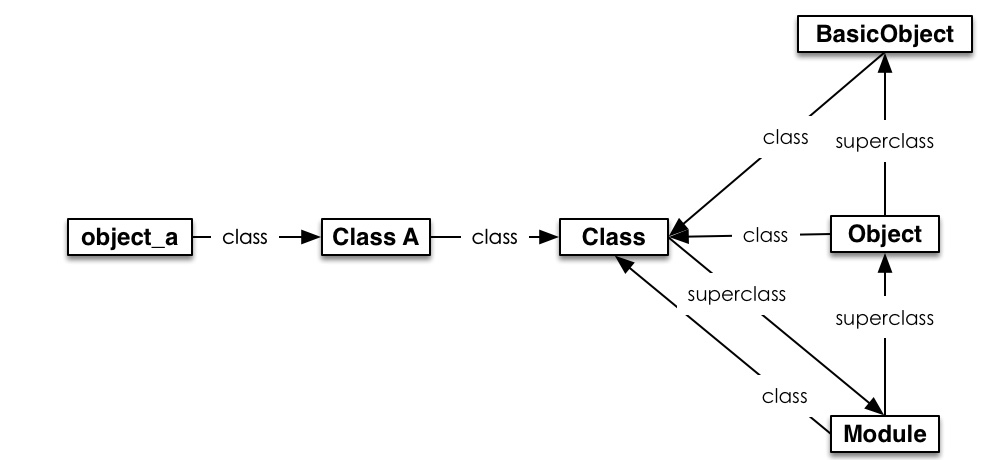 BasicObject
class
superclass
object_a
class
Class A
class
Class
class
Object
superclass
superclass
class
Module